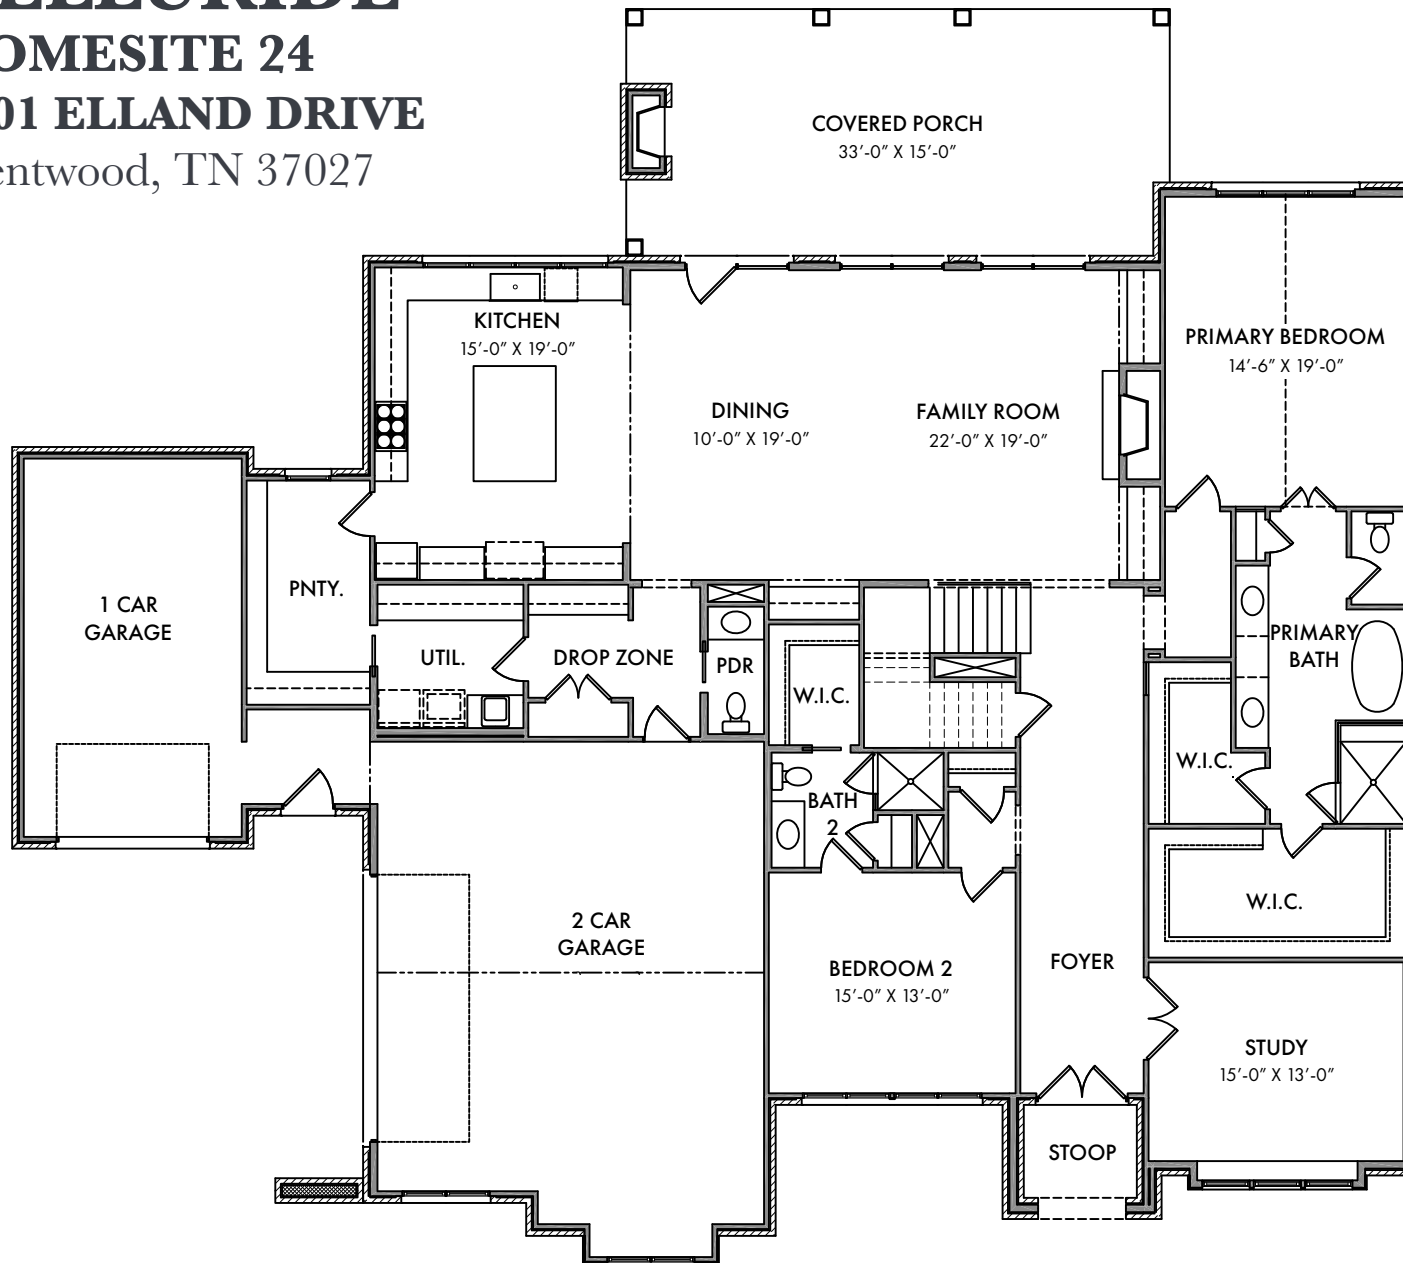 OMESITE 24
01 ELLAND DRIVE
entwood, TN 37027
COVERED PORCH
33'-0" X 15'-0"
KITCHEN
15'-0" X 19'-0"
PRIMARY BEDROOM
14'-6" X 19'-0"
DINING
10'-0" X 19'-0"
FAMILY ROOM
22'-0" X 19'-0"
1 CAR
GARAGE
PNTY.
UTIL.
DROP ZONE
PDR
W.I.C.
PRIMARY
BATH
W.I.C.
BATH
2
W.I.C.
2 CAR
GARAGE
BEDROOM 2
15'-0" X 13'-0"
FOYER
STUDY
15'-0" X 13'-0"
STOOP